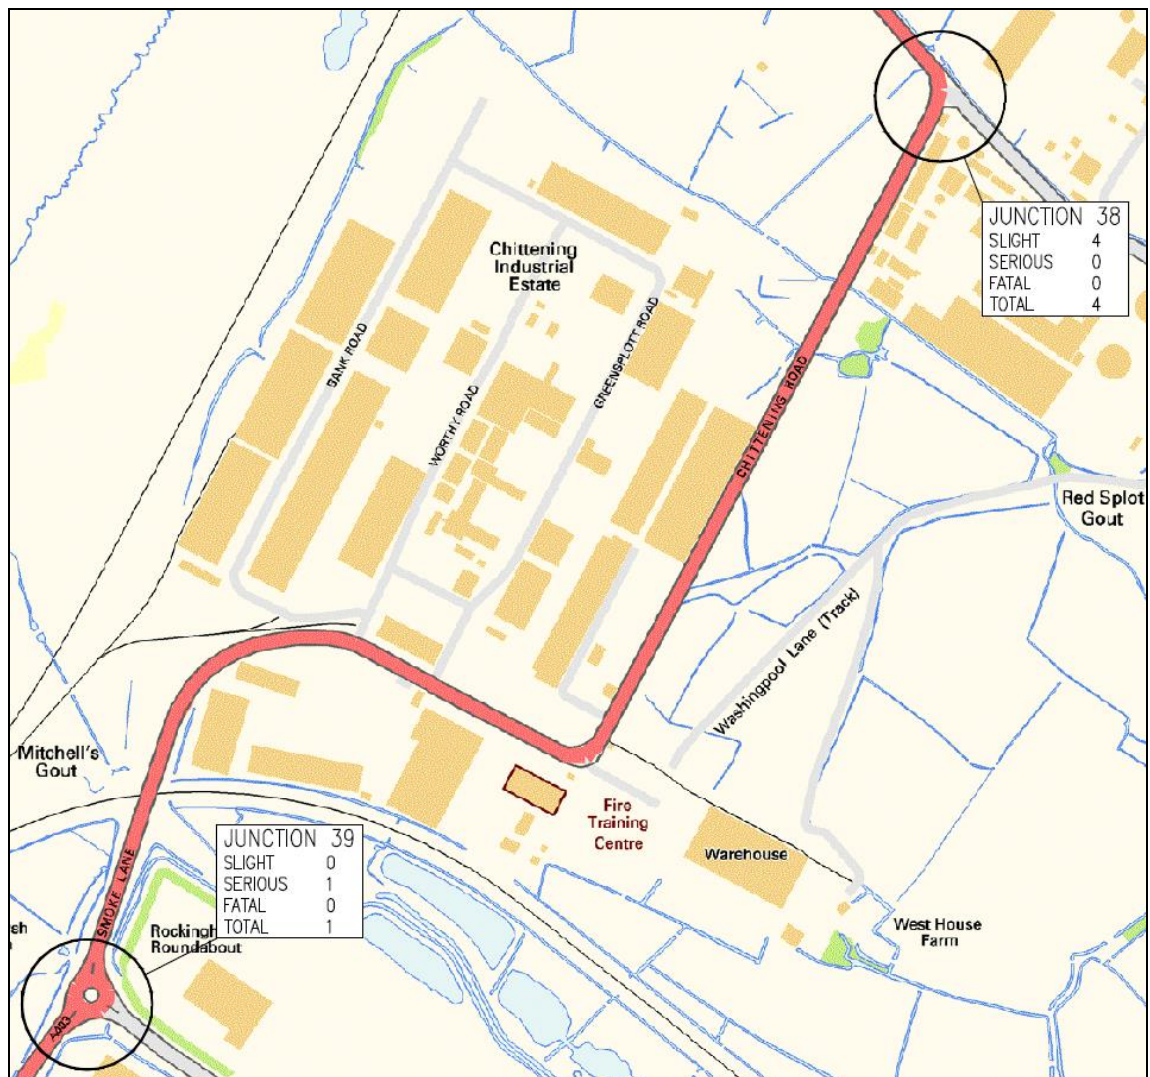 JUNCTION 38
SLIGHT 4
SERIOUS 0
FATAL 0
TOTAL 4
Chittening
Industrial
Estate
BANK ROAD
WORTHY ROAD
GREENSPLOTT ROAD
CHITTENING ROAD
Red Splot
Gout
Washingpool Lane (Track)
Mitchell's
Gout
Fire
Training
Centre
Warehouse
JUNCTION 39
SLIGHT 0
SERIOUS 1
FATAL 0
TOTAL 1
SMOKE LANE
Rockingh
Roundabout
West House
Farm
sh